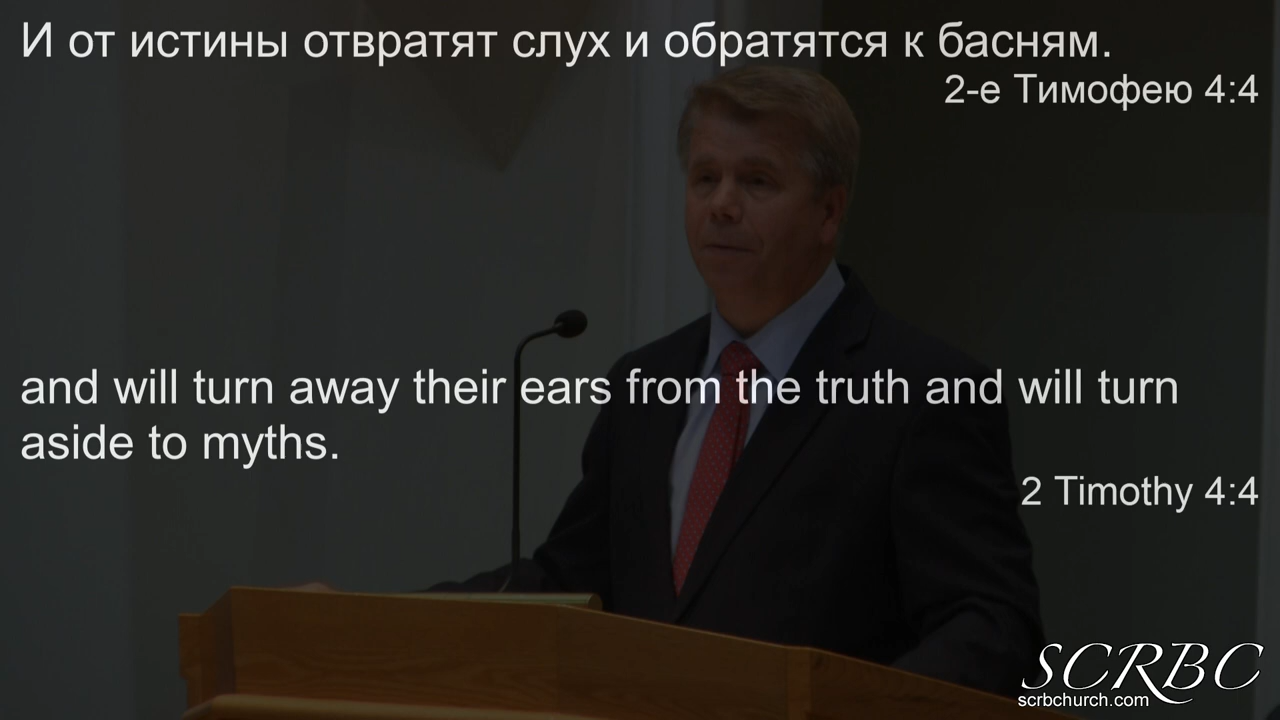 И от истины отвратят слух и обратятся к басням.
2-е Тимофею 4:4
and will turn away their ears from the truth and will turn
aside to myths.
2 Timothy 4:4
SCRBC
scrbchurch.com